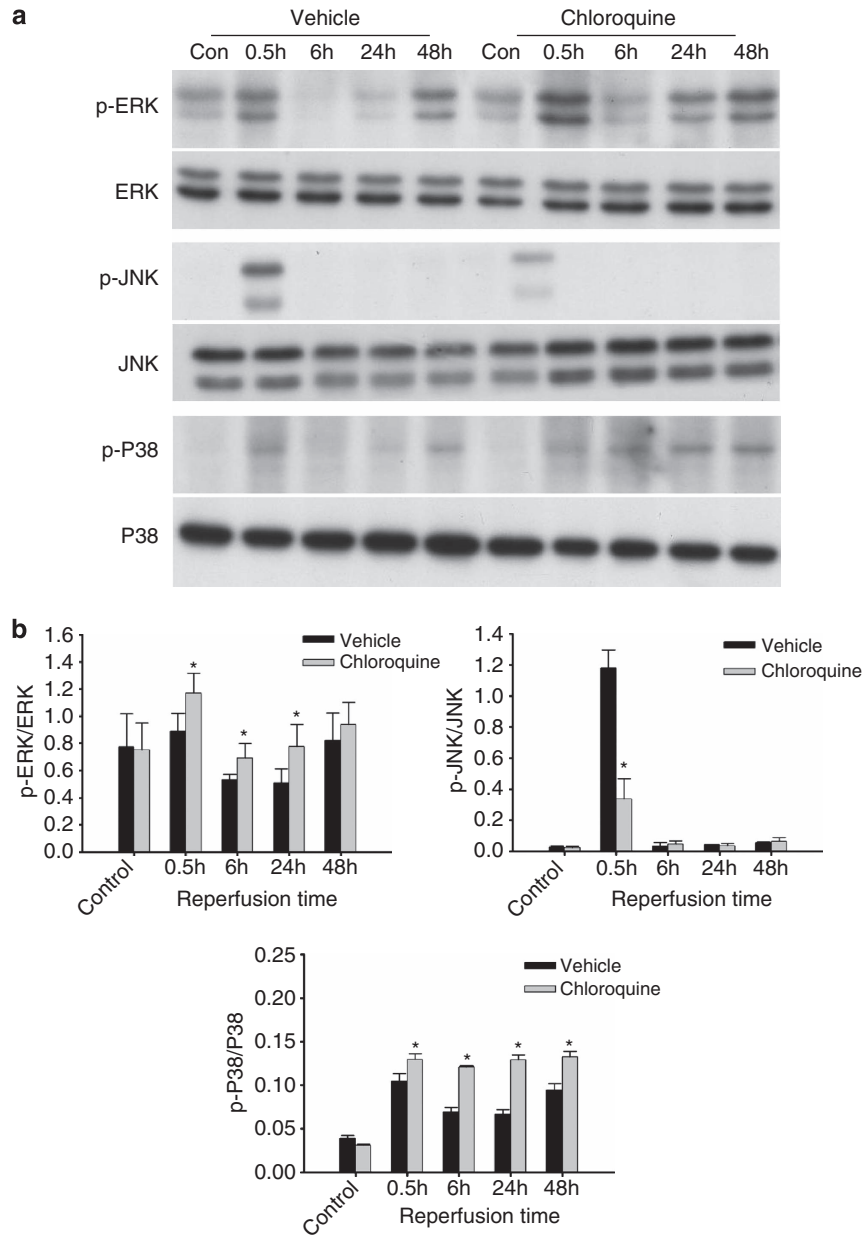 a
Vehicle Chloroquine
Con 0.5h 6h 24h 48h Con 0.5h 6h 24h 48h
p-ERK
ERK
p-JNK
JNK
p-P38
P38
b
p-ERK/ERK
1.6
1.4
1.2
1.0
0.8
0.6
0.4
0.2
0.0
Vehicle
Chloroquine
* * *
Control 0.5h 6h 24h 48h
Reperfusion time
p-JNK/JNK
1.4
1.2
1.0
0.8
0.6
0.4
0.2
0.0
Vehicle
Chloroquine
*
Control 0.5h 6h 24h 48h
Reperfusion time
p-P38/P38
0.25
0.20
0.15
0.10
0.05
0.00
Vehicle
Chloroquine
* * * *
Control 0.5h 6h 24h 48h
Reperfusion time